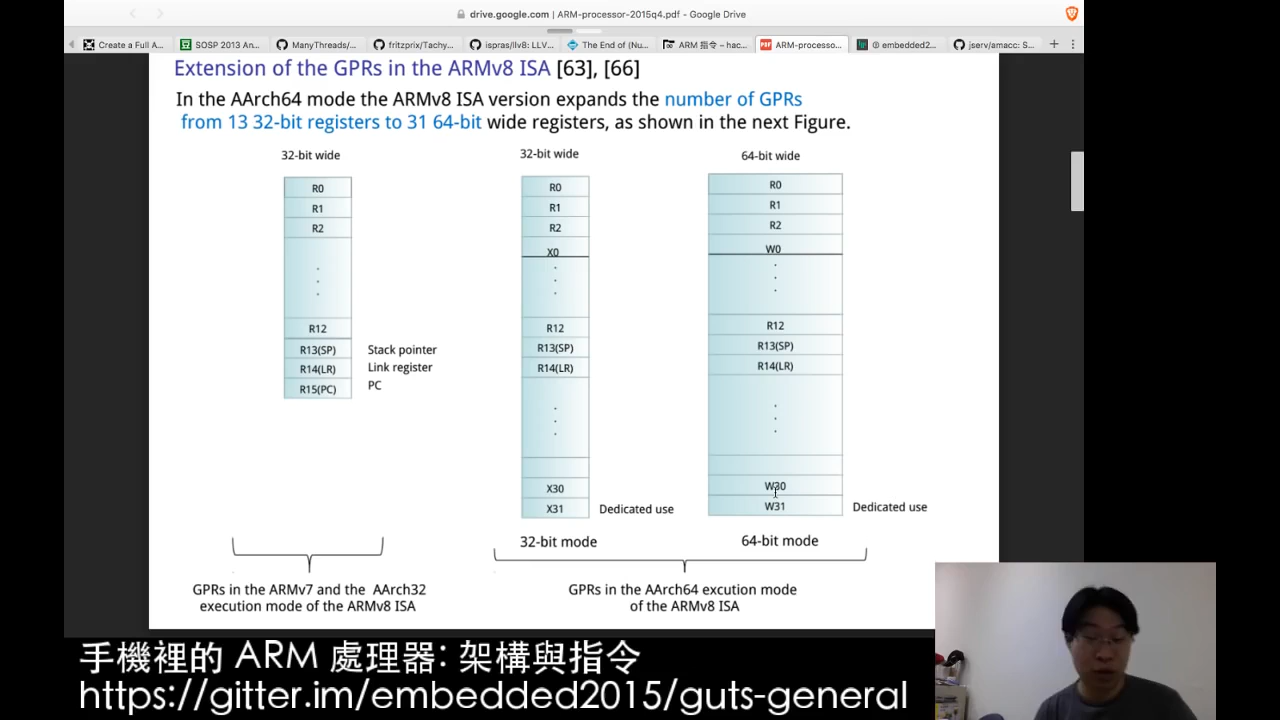 drive.google.com | ARM-processor-2015q4.pdf - Google Drive
Create a Full A... SOSP 2013 An... ManyThreads/... fritzprix/Tachy... ispras/llv8: LLV... The End of (Nu... ARM 指令 – hac... ARM-processo... embedded2... jserv/amacc: S...
Extension of the GPRs in the ARMv8 ISA [63], [66]
In the AArch64 mode the ARMv8 ISA version expands the number of GPRs
from 13 32-bit registers to 31 64-bit wide registers, as shown in the next Figure.
32-bit wide
R0
R1
R2
R12
R13(SP) Stack pointer
R14(LR) Link register
R15(PC) PC
GPRs in the ARMv7 and the AArch32
execution mode of the ARMv8 ISA
32-bit wide
R0
R1
R2
X0
R12
R13(SP)
R14(LR)
X30
X31 Dedicated use
32-bit mode
64-bit wide
R0
R1
R2
W0
R12
R13(SP)
R14(LR)
W30
W31 Dedicated use
64-bit mode
GPRs in the AArch64 excution mode
of the ARMv8 ISA
手機裡的 ARM 處理器: 架構與指令
https://gitter.im/embedded2015/guts-general